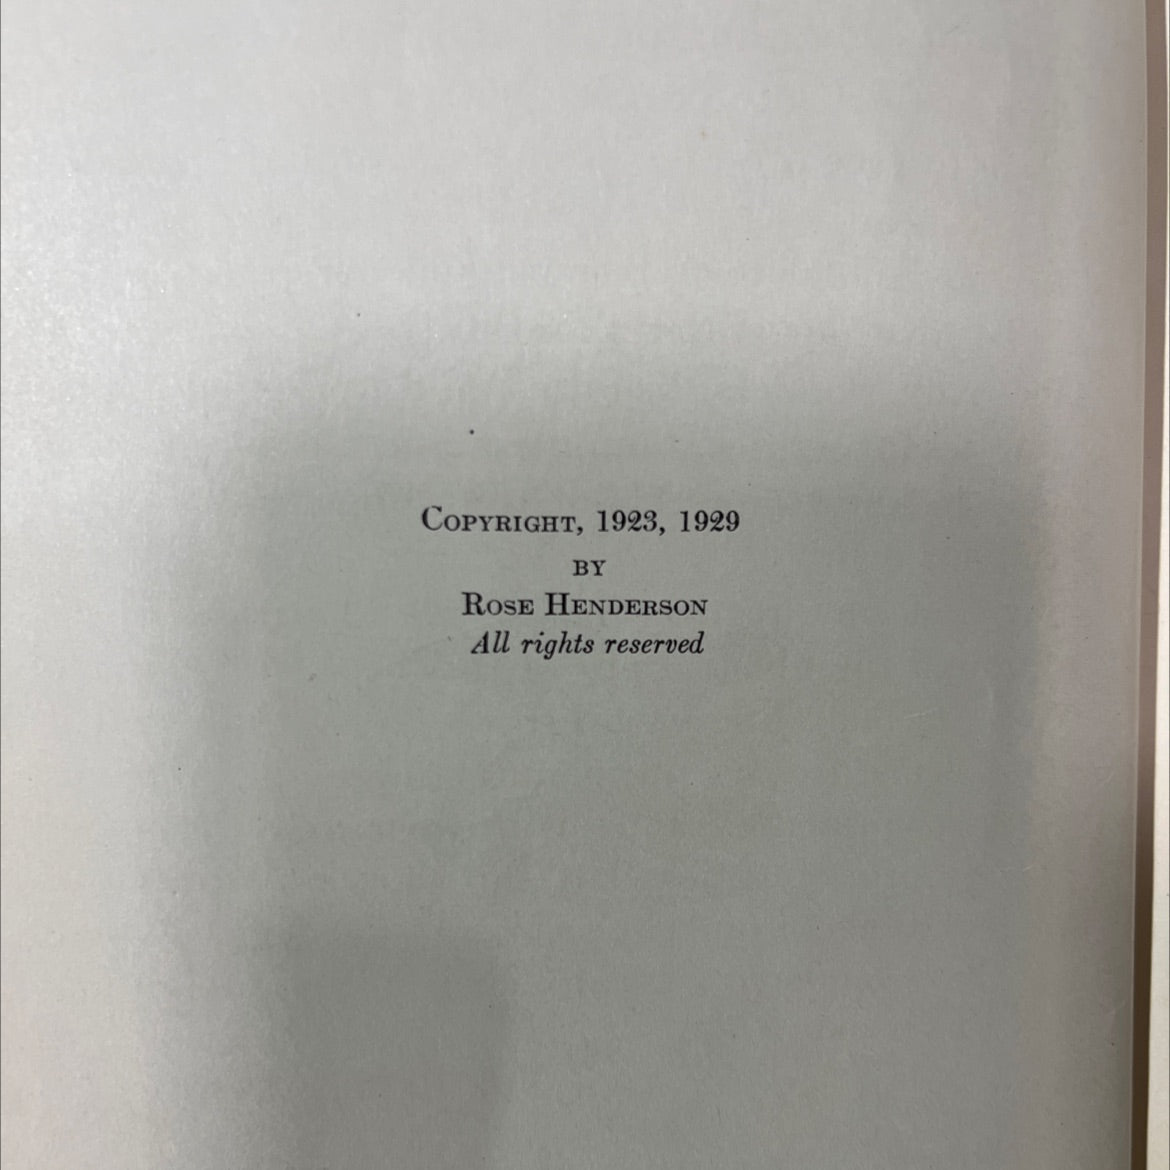 Copyright, 1923, 1929
by
Rose Henderson
All rights reserved